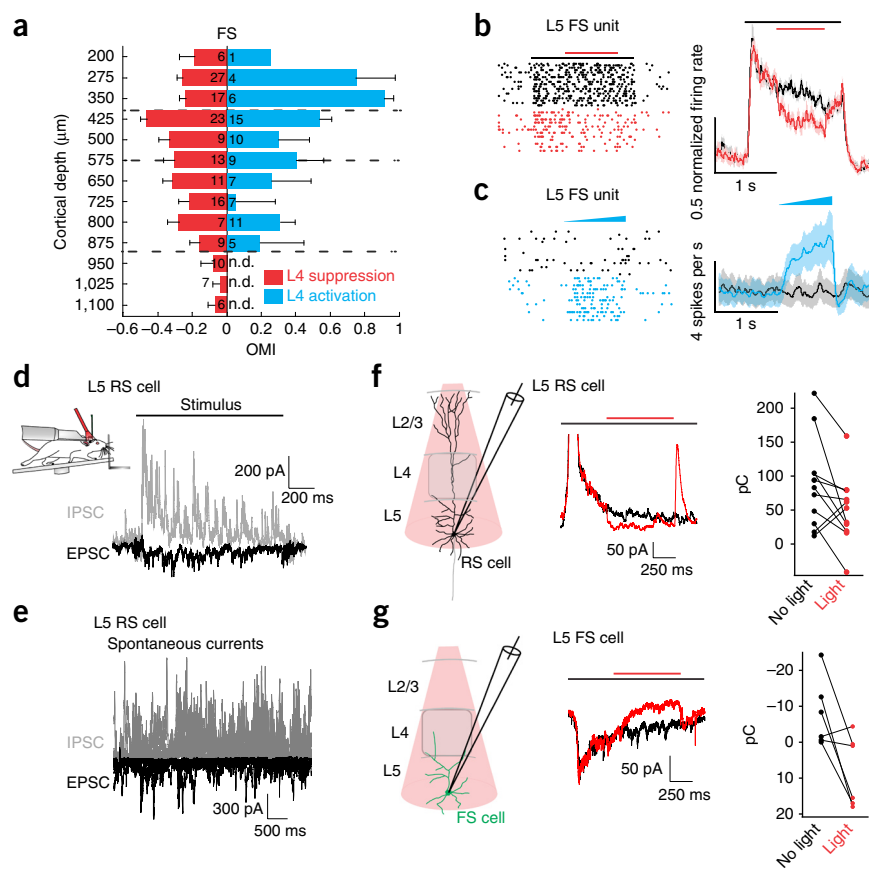 a
FS
Cortical depth (μm)
200 6 1
275 27 4
350 17 6
425 23 15
500 9 10
575 13 9
650 11 7
725 16 7
800 7 11
875 9 5
950 10 n.d.
1,025 7 n.d.
1,100 6 n.d.
L4 suppression
L4 activation
−0.6 −0.4 −0.2 0 0.2 0.4 0.6 0.8 1
OMI
b
L5 FS unit
0.5 normalized firing rate
1 s
c
L5 FS unit
4 spikes per s
1 s
d
L5 RS cell
Stimulus
200 pA
200 ms
IPSC
EPSC
e
L5 RS cell
Spontaneous currents
IPSC
EPSC
300 pA
500 ms
f
L2/3
L4
L5
RS cell
L5 RS cell
50 pA
250 ms
pC
200
150
100
50
0
No light
Light
g
L2/3
L4
L5
FS cell
L5 FS cell
50 pA
250 ms
pC
−20
−10
0
10
20
No light
Light